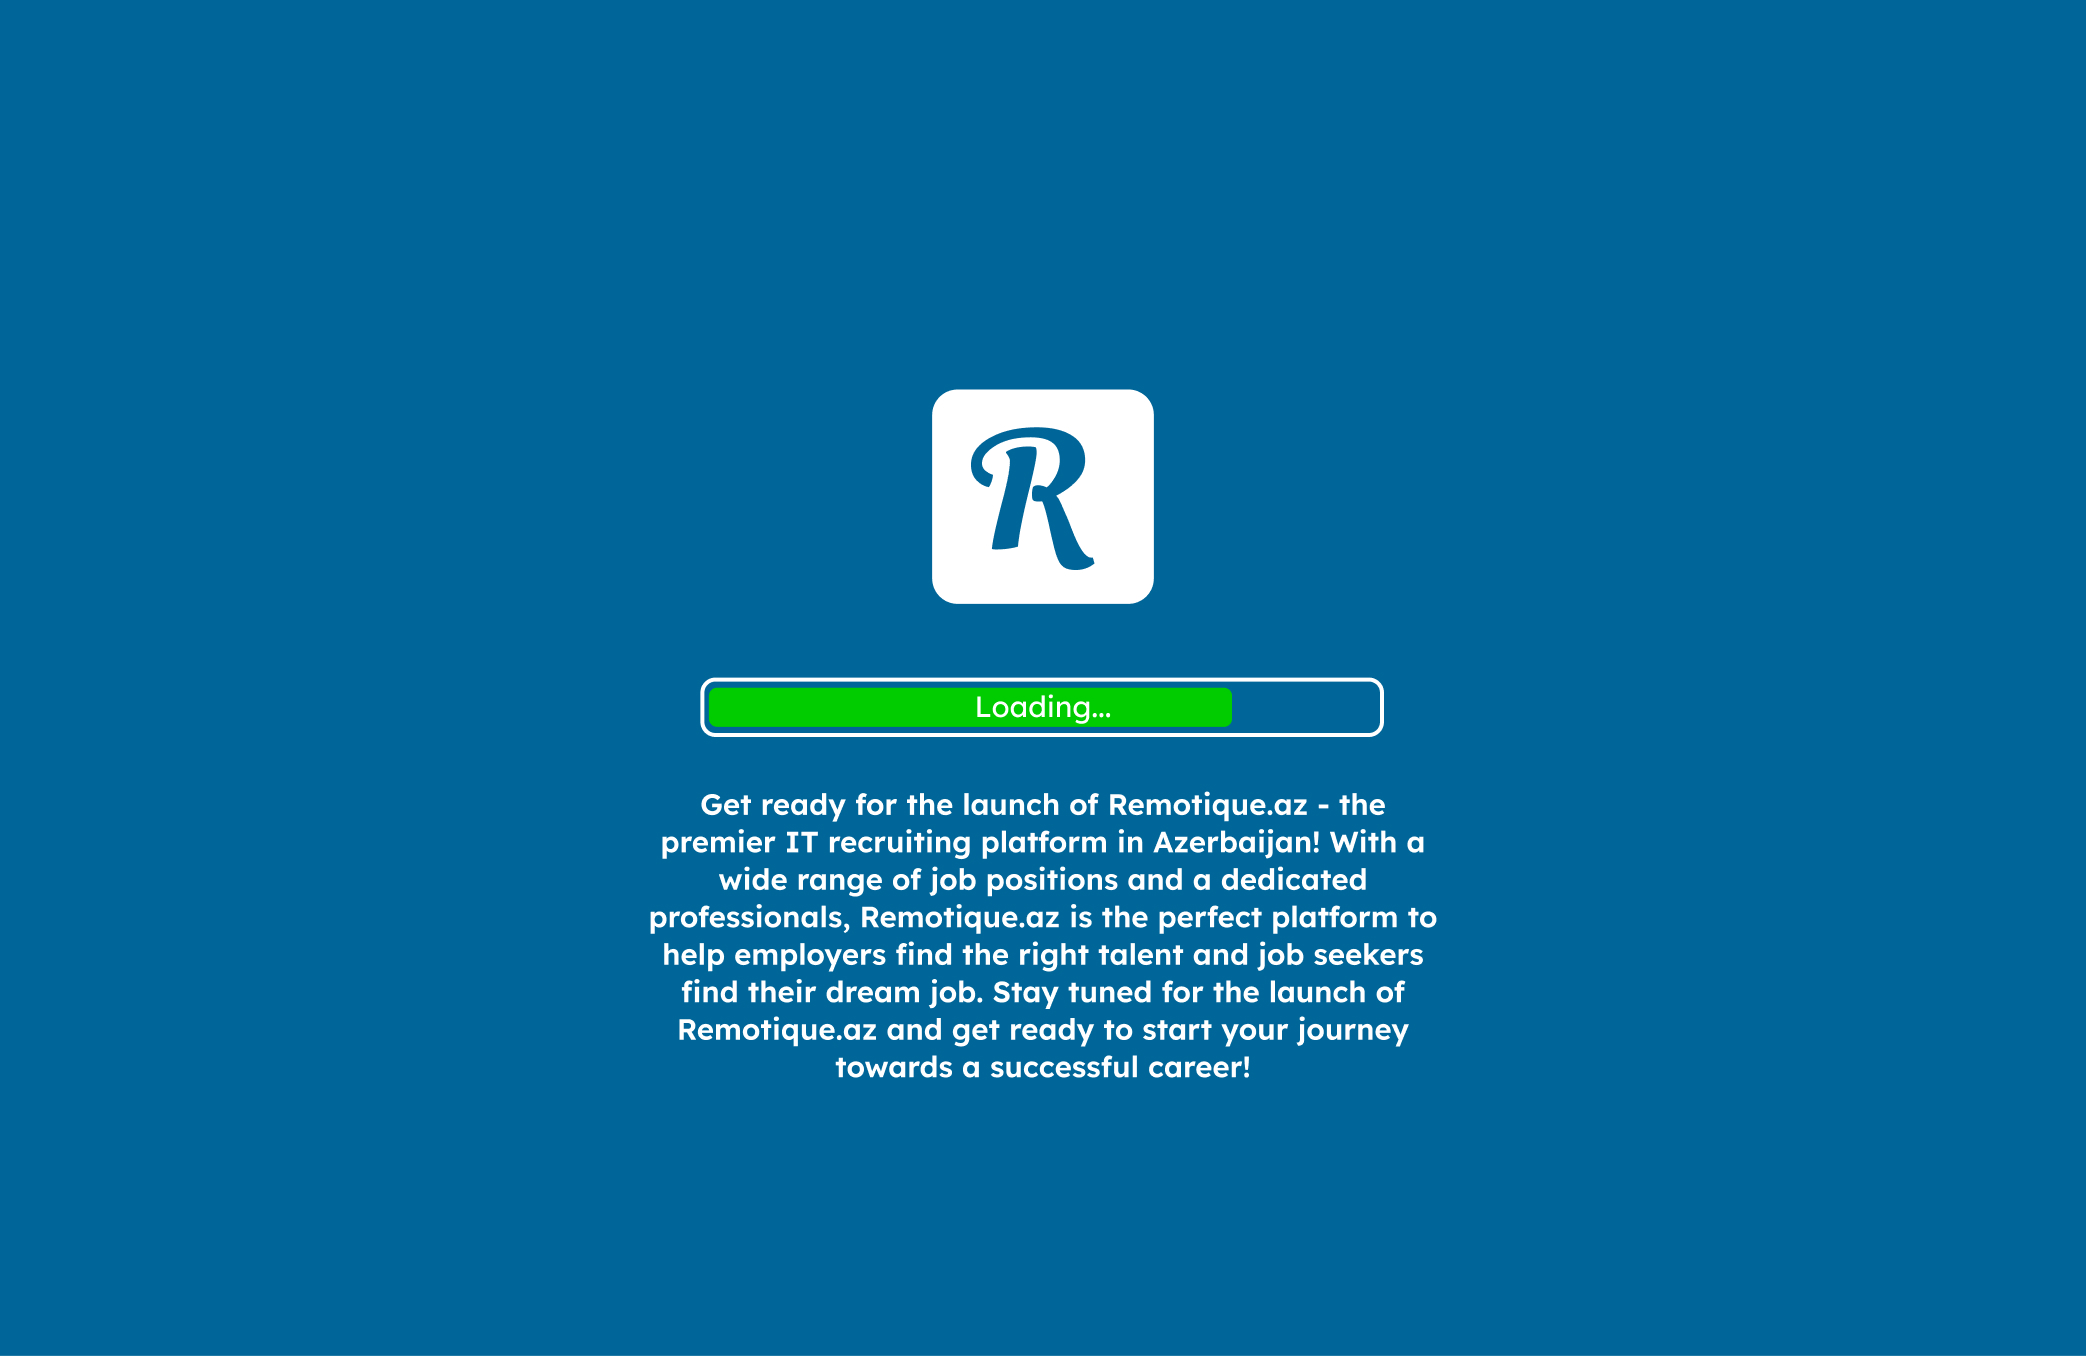 R
Loading...
Get ready for the launch of Remotique.az - the
premier IT recruiting platform in Azerbaijan! With a
wide range of job positions and a dedicated
professionals, Remotique.az is the perfect platform to
help employers find the right talent and job seekers
find their dream job. Stay tuned for the launch of
Remotique.az and get ready to start your journey
towards a successful career!